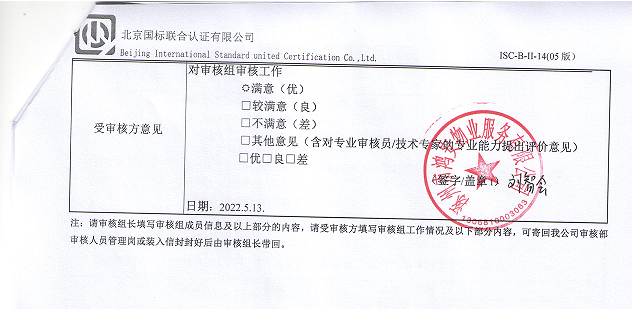 北京国标联合认证有限公司
Beijing International Standard united Certification Co.,Ltd.
ISC-B-II-14(05 版)
受审核方意见
对审核组审核工作
满意（优）
□较满意（良）
□不满意（差）
□其他意见（含对专业审核员/技术专家的专业能力提出评价意见）
□优□良□差
（签字/盖章）
日期：2022.5.13.
注：请审核组长填写审核组成员信息及以上部分的内容，请受审核方填写审核组工作情况及以下部分内容，可寄回我公司审核部
审核人员管理岗或装入信封封好后由审核组长带回。